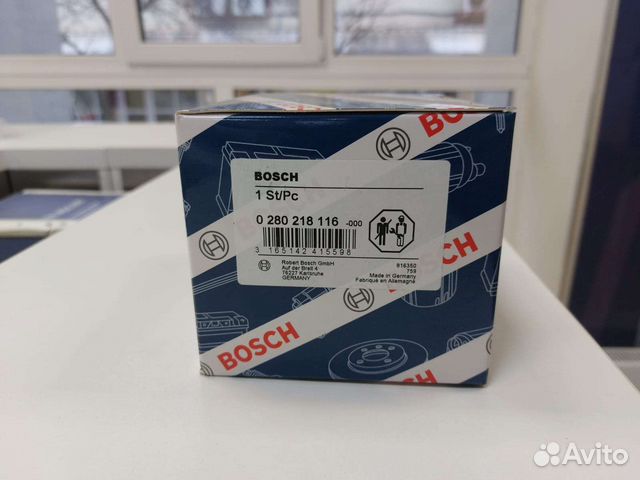 BOSCH
BOSCH
BOSCH
1 St/Pc
0 280 218 116 -000
3 165142 415598
Robert Bosch GmbH
Auf der Breit 4
76227 Karlsruhe
GERMANY
916350
759
Made in Germany
Fabriqué en Allemagne
BOSCH
BOSCH
Avito